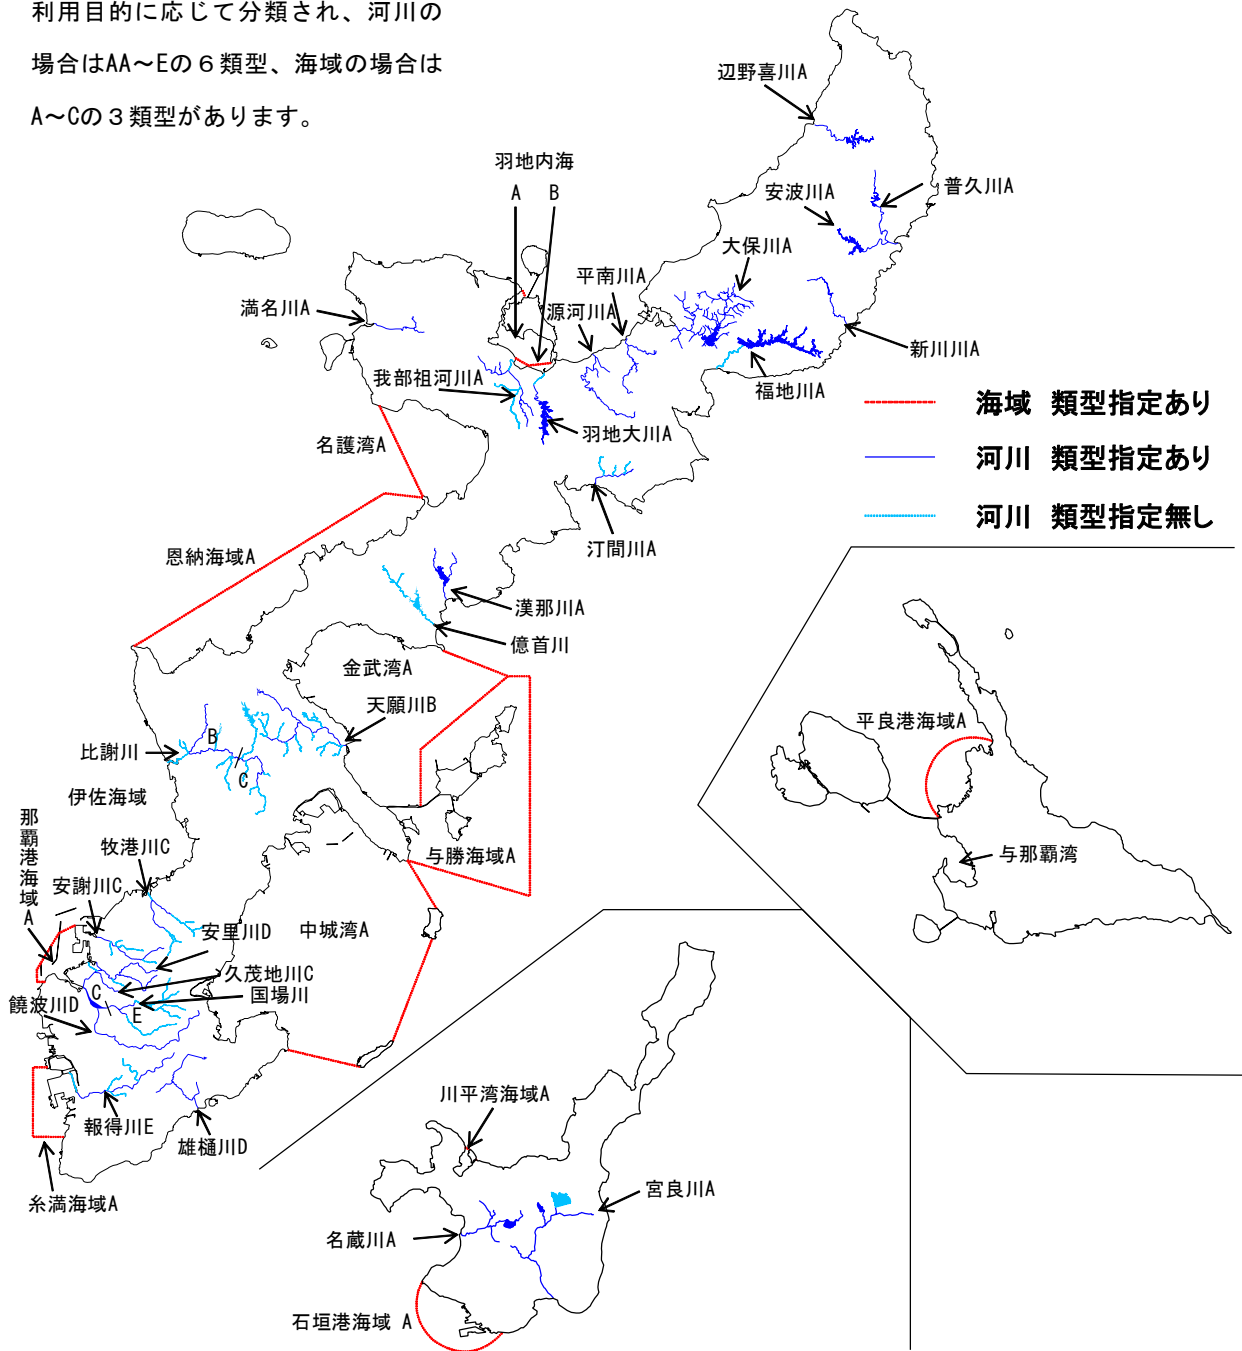 利用目的に応じて分類され、河川の
場合はAA～Eの６類型、海域の場合は
A～Cの３類型があります。
辺野喜川A
羽地内海
A B
安波川A
普久川A
大保川A
平南川A
源河川A
満名川A
新川川A
我部祖河川A
福地川A
羽地大川A
名護湾A
海域 類型指定あり
河川 類型指定あり
河川 類型指定無し
汀間川A
恩納海域A
漢那川A
億首川
金武湾A
天願川B
比謝川
B
C
伊佐海域
那覇港海域A
牧港川C
安謝川C
与勝海域A
安里川D
中城湾A
久茂地川C
国場川
C
E
饒波川D
報得川E
雄樋川D
糸満海域A
平良港海域A
与那覇湾
川平湾海域A
宮良川A
名蔵川A
石垣港海域 A